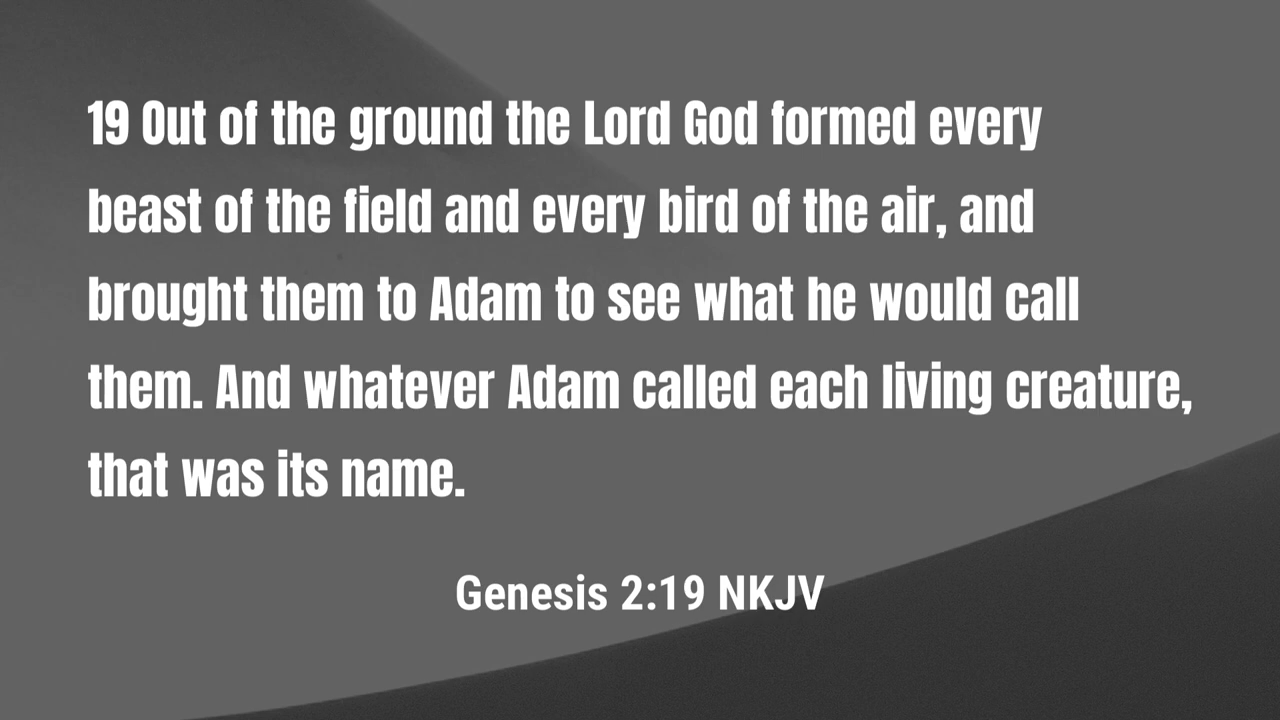 19 Out of the ground the Lord God formed every
beast of the field and every bird of the air, and
brought them to Adam to see what he would call
them. And whatever Adam called each living creature,
that was its name.
Genesis 2:19 NKJV